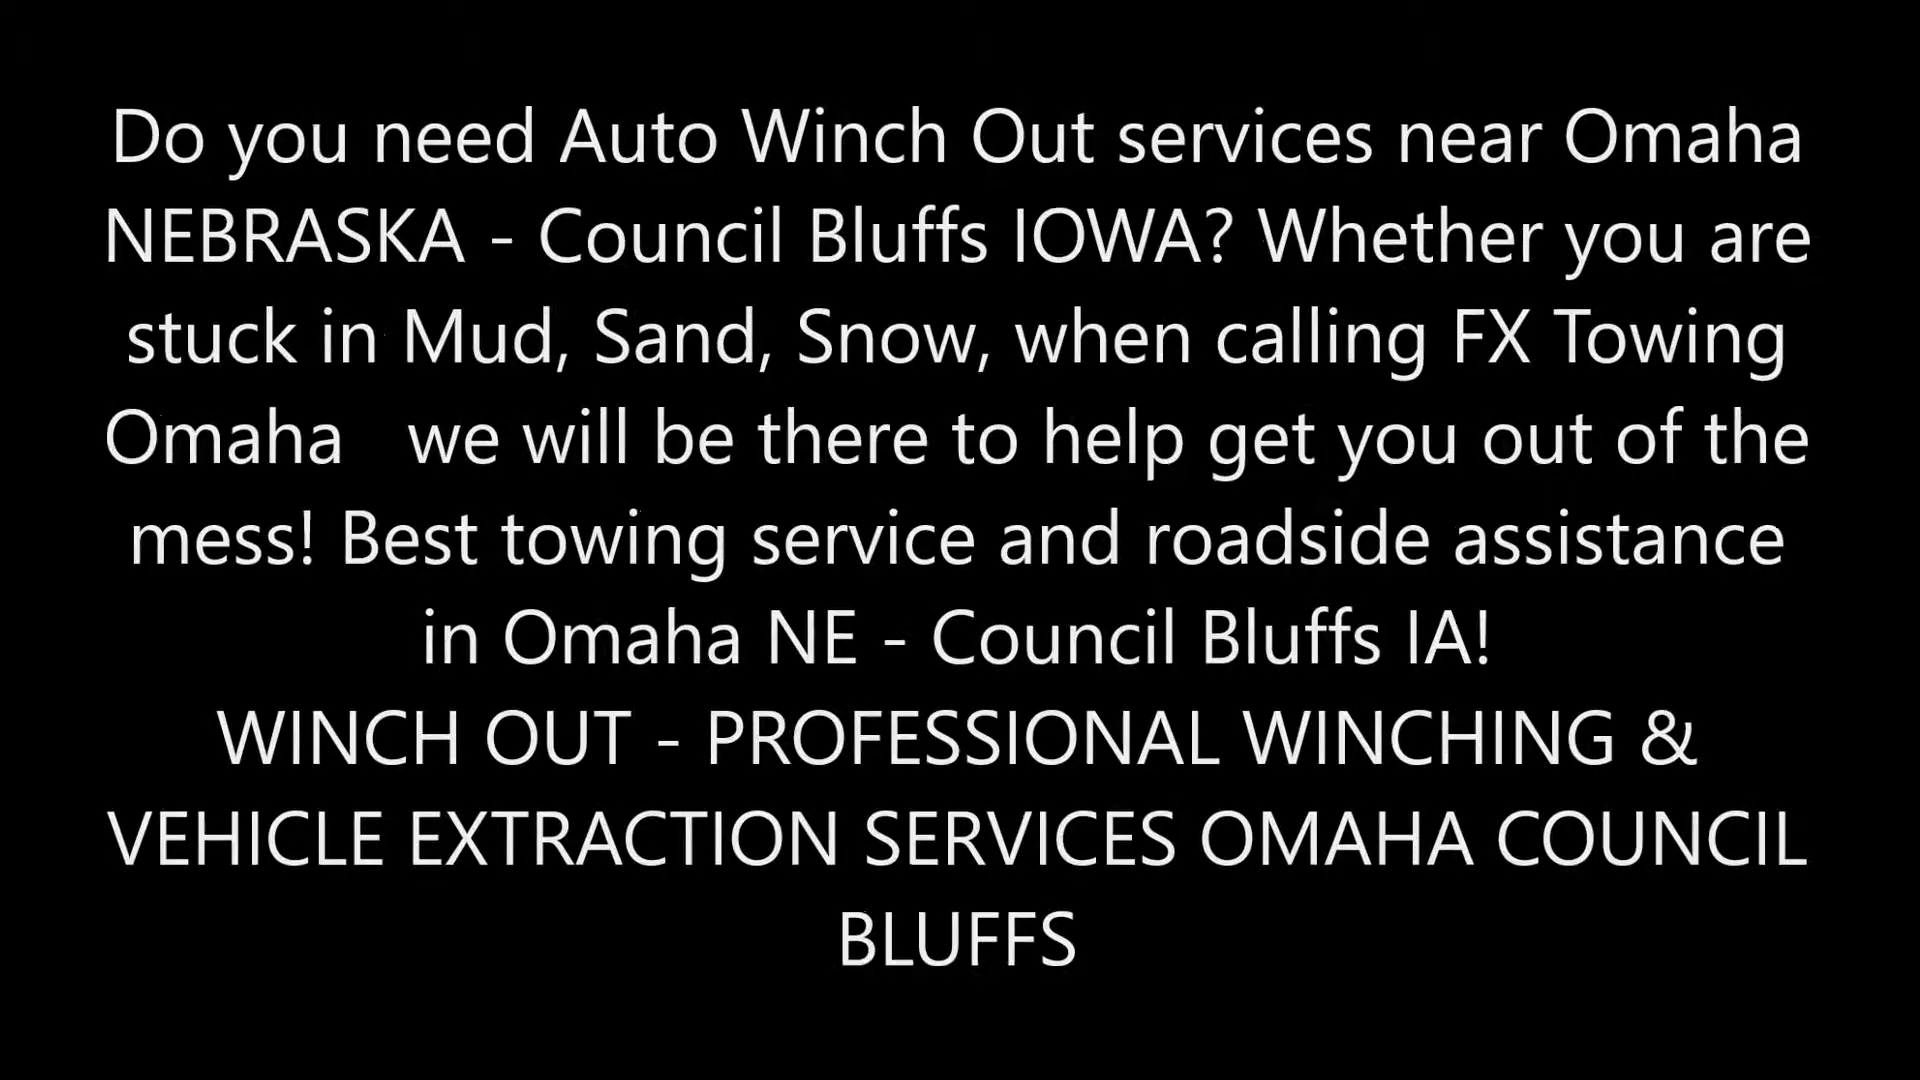 Do you need Auto Winch Out services near Omaha
NEBRASKA - Council Bluffs IOWA? Whether you are
stuck in Mud, Sand, Snow, when calling FX Towing
Omaha   we will be there to help get you out of the
mess! Best towing service and roadside assistance
in Omaha NE - Council Bluffs IA!
WINCH OUT - PROFESSIONAL WINCHING &
VEHICLE EXTRACTION SERVICES OMAHA COUNCIL
BLUFFS